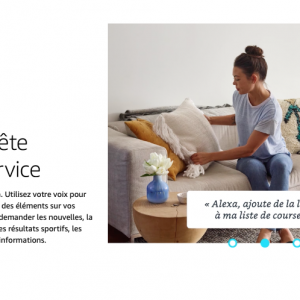 ête
rvice
. Utilisez votre voix pour
des éléments sur vos
demander les nouvelles, la
es résultats sportifs, les
informations.
« Alexa, ajoute de la l
à ma liste de course